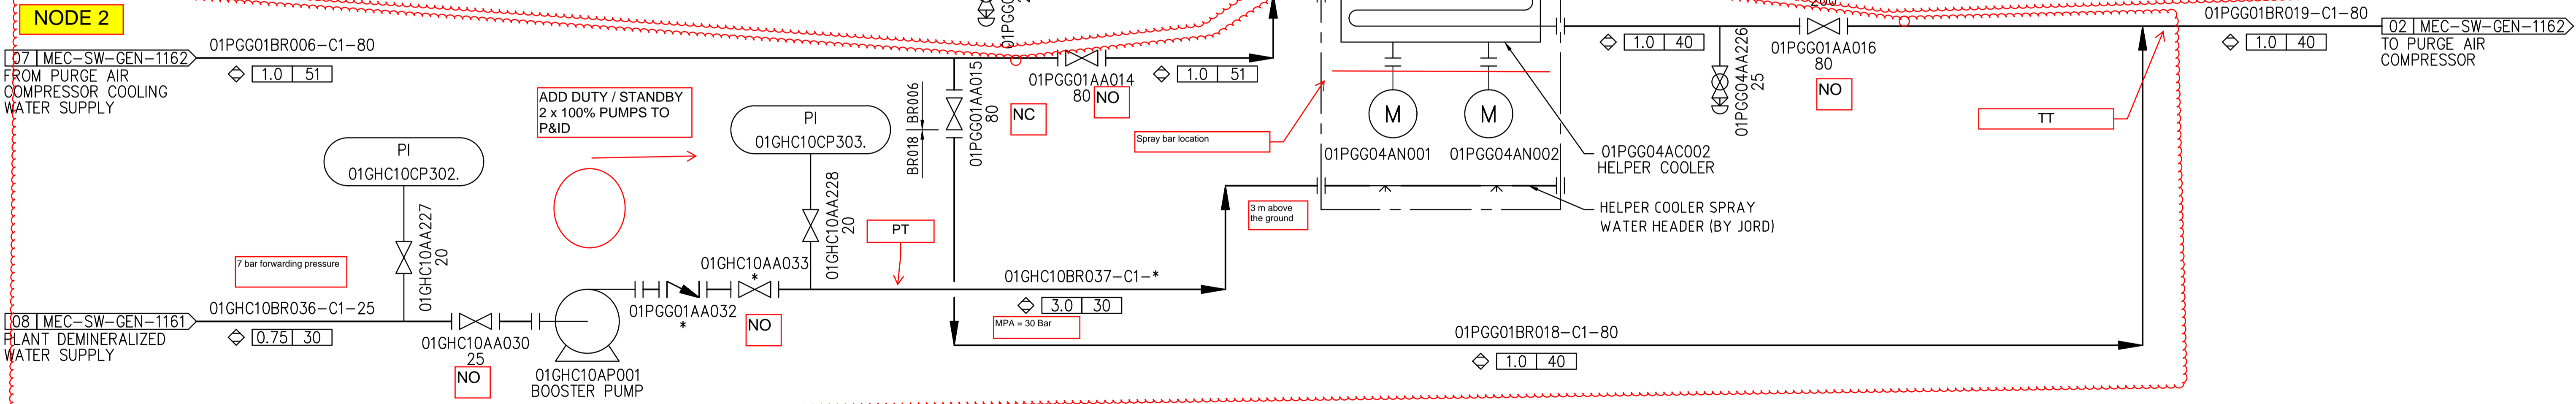 NODE 2
07 MEC-SW-GEN-1162
FROM PURGE AIR
COMPRESSOR COOLING
WATER SUPPLY
01PGG01BR006-C1-80
1.0 51
ADD DUTY / STANDBY
2 x 100% PUMPS TO
P&ID
PI
01GHC10CP302.
01GHC10AA227
20
7 bar forwarding pressure
08 MEC-SW-GEN-1161
PLANT DEMINERALIZED
WATER SUPPLY
01GHC10BR036-C1-25
0.75 30
01GHC10AA030
25
NO
01GHC10AP001
BOOSTER PUMP
01PGG01AA032
*
01GHC10AA033
*
NO
PI
01GHC10CP303.
01GHC10AA228
20
PT
BR018 BR006
01PGG01AA015
80
NC
01PGG01AA014
80
NO
1.0 51
01GHC10BR037-C1-*
3.0 30
MPA = 30 Bar
3 m above
the ground
Spray bar location
M
M
01PGG04AN001
01PGG04AN002
01PGG04AC002
HELPER COOLER
HELPER COOLER SPRAY
WATER HEADER (BY JORD)
01PGG01BR018-C1-80
1.0 40
1.0 40
01PGG04AA226
25
01PGG01AA016
80
NO
TT
01PGG01BR019-C1-80
1.0 40
02 MEC-SW-GEN-1162
TO PURGE AIR
COMPRESSOR